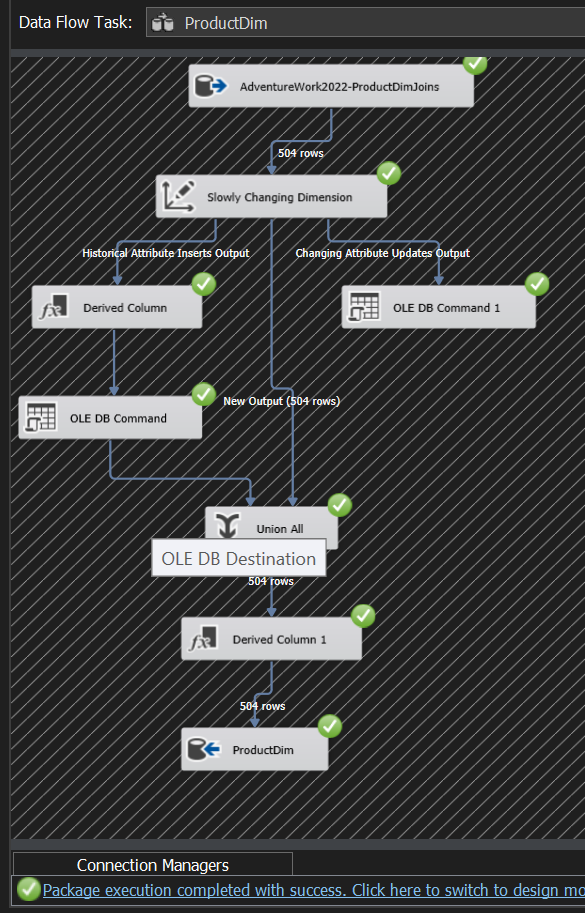 Data Flow Task: ProductDim
AdventureWork2022-ProductDimJoins
504 rows
Slowly Changing Dimension
Historical Attribute Inserts Output
Changing Attribute Updates Output
Derived Column
OLE DB Command 1
New Output (504 rows)
OLE DB Command
Union All
OLE DB Destination
504 rows
Derived Column 1
504 rows
ProductDim
Connection Managers
Package execution completed with success. Click here to switch to design mo